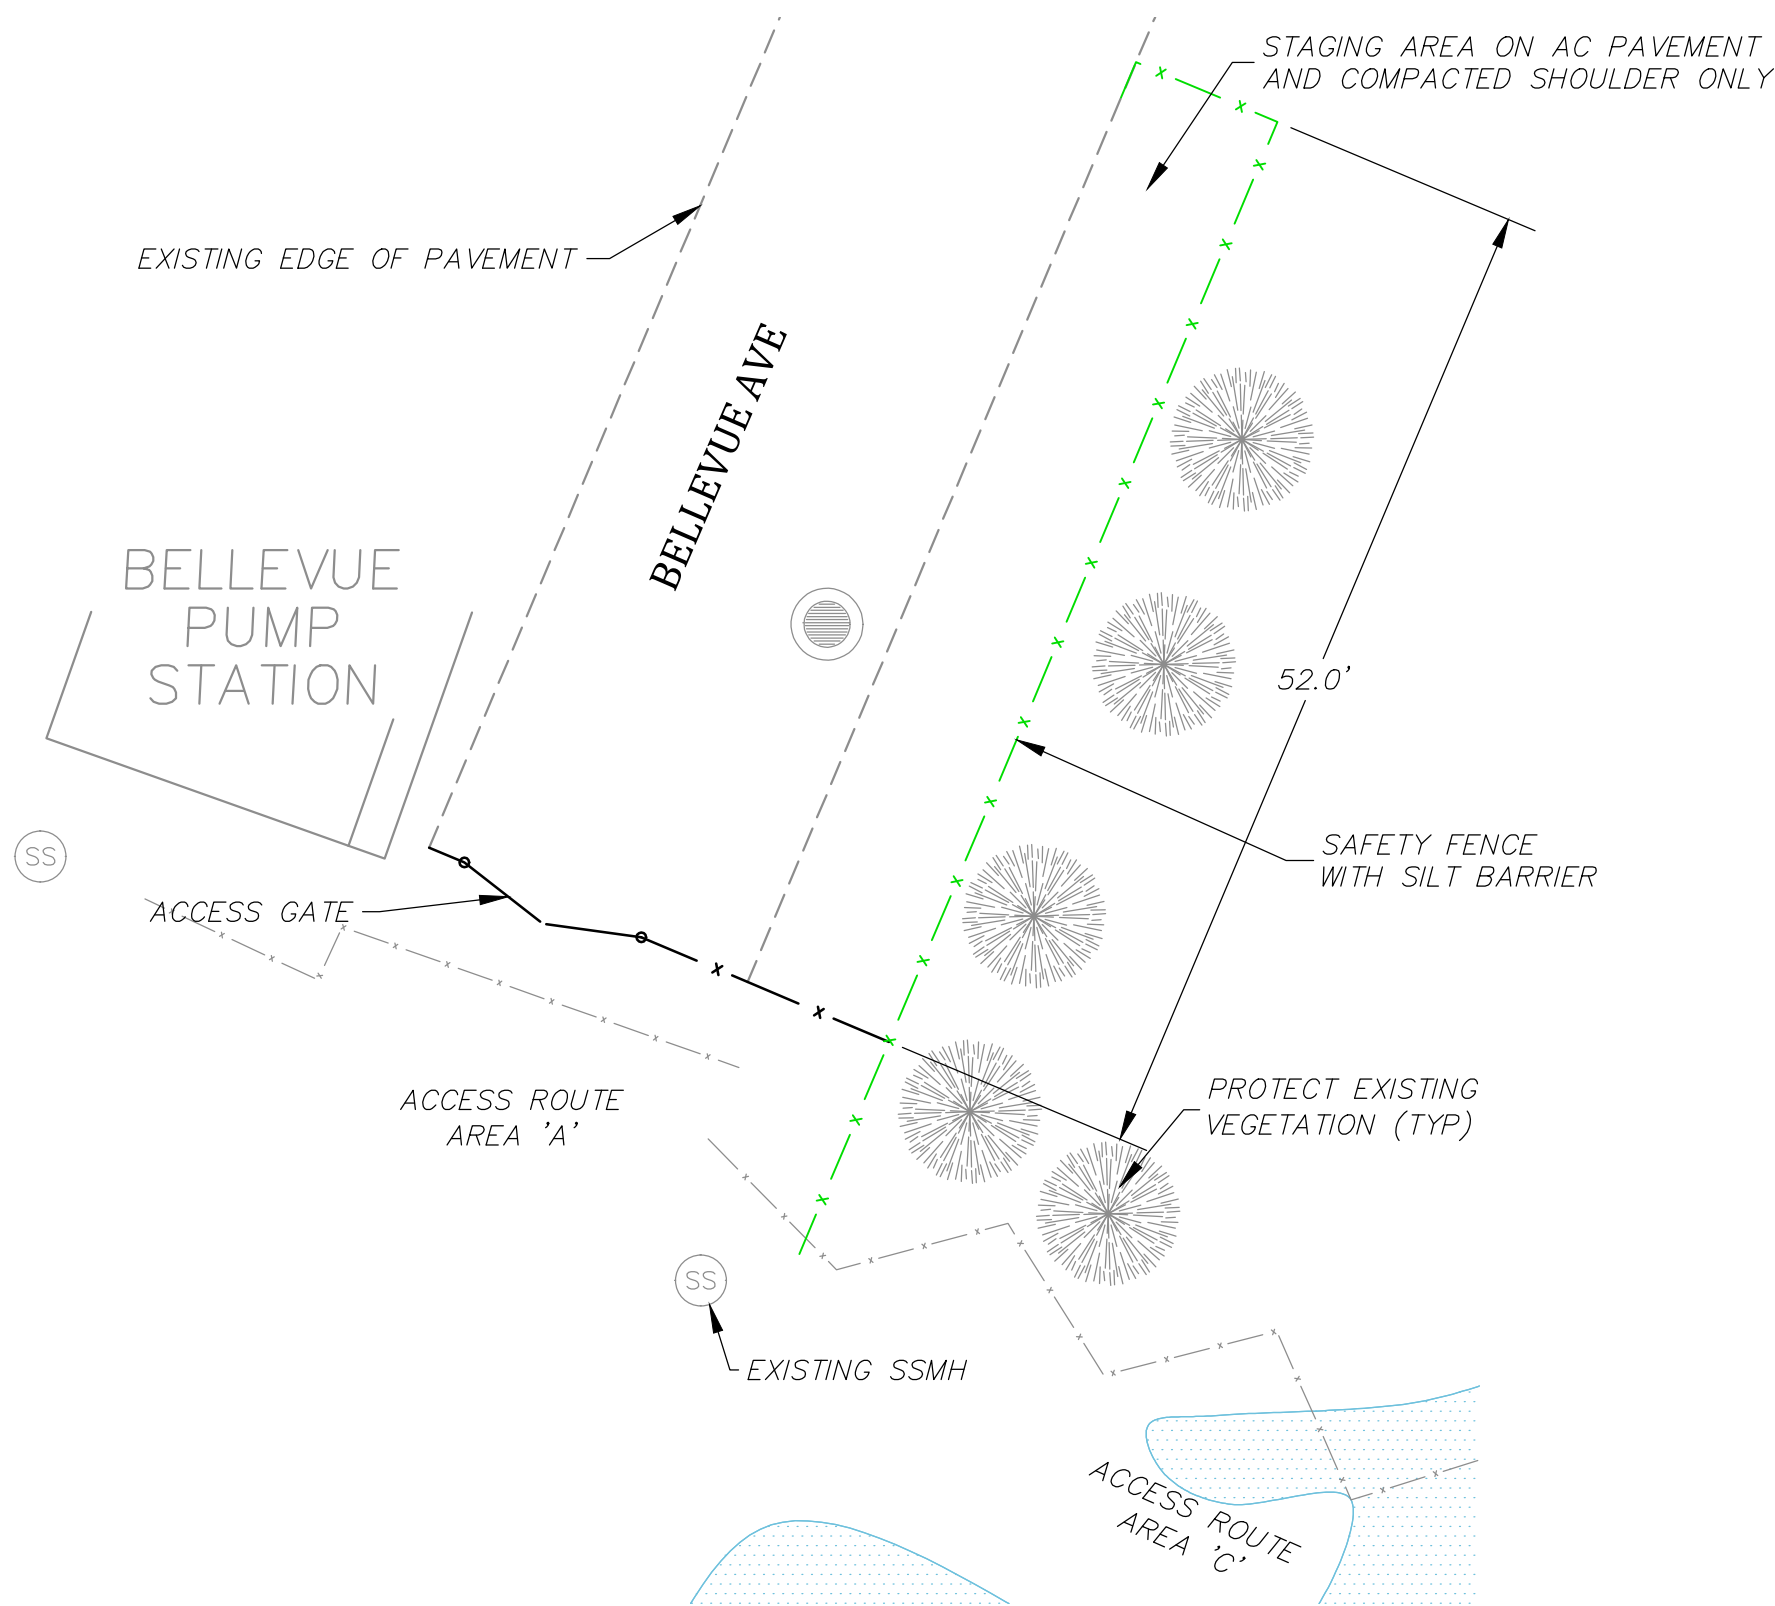 STAGING AREA ON AC PAVEMENT
AND COMPACTED SHOULDER ONLY
EXISTING EDGE OF PAVEMENT
BELLEVUE AVE
BELLEVUE
PUMP
STATION
52.0'
SAFETY FENCE
WITH SILT BARRIER
SS
ACCESS GATE
ACCESS ROUTE
AREA 'A'
PROTECT EXISTING
VEGETATION (TYP)
SS
EXISTING SSMH
ACCESS ROUTE
AREA 'C'